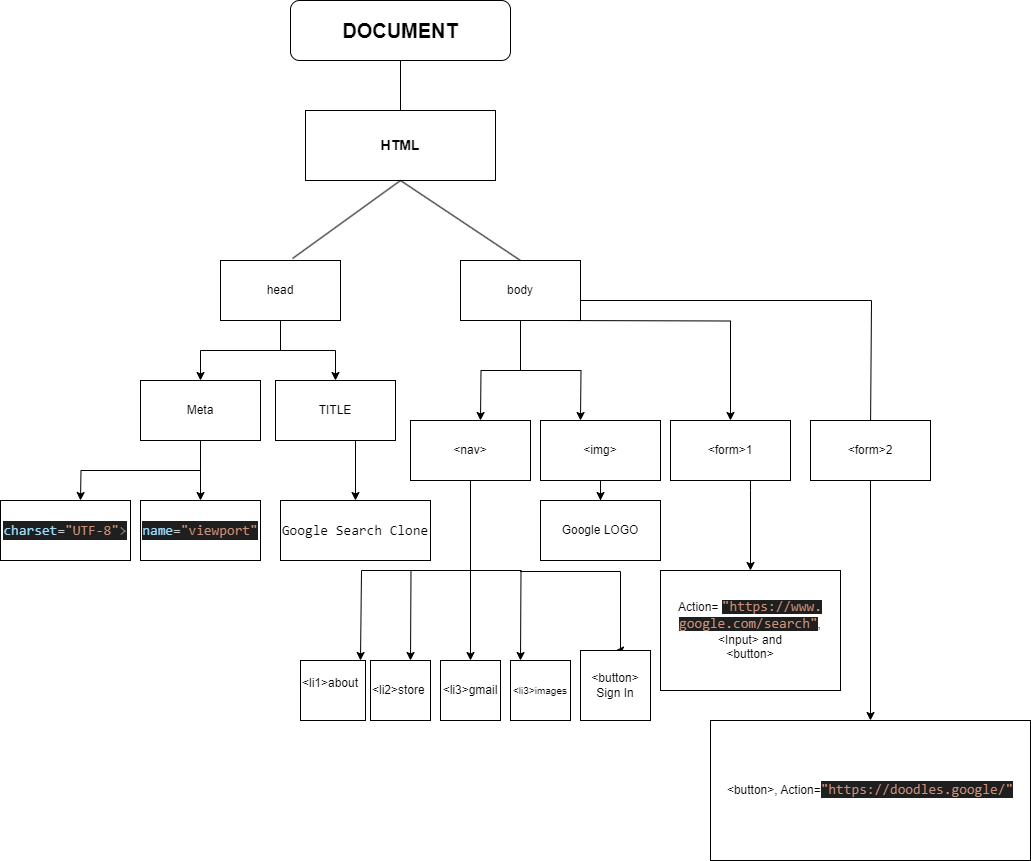 DOCUMENT
HTML
head
body
Meta
TITLE
<nav>
<img>
<form>1
<form>2
charset="UTF-8">
name="viewport"
Google Search Clone
Google LOGO
Action= "https://www.
google.com/search",
<Input> and
<button>
<li1>about
<li2>store
<li3>gmail
<li3>images
<button>
Sign In
<button>, Action="https://doodles.google/"